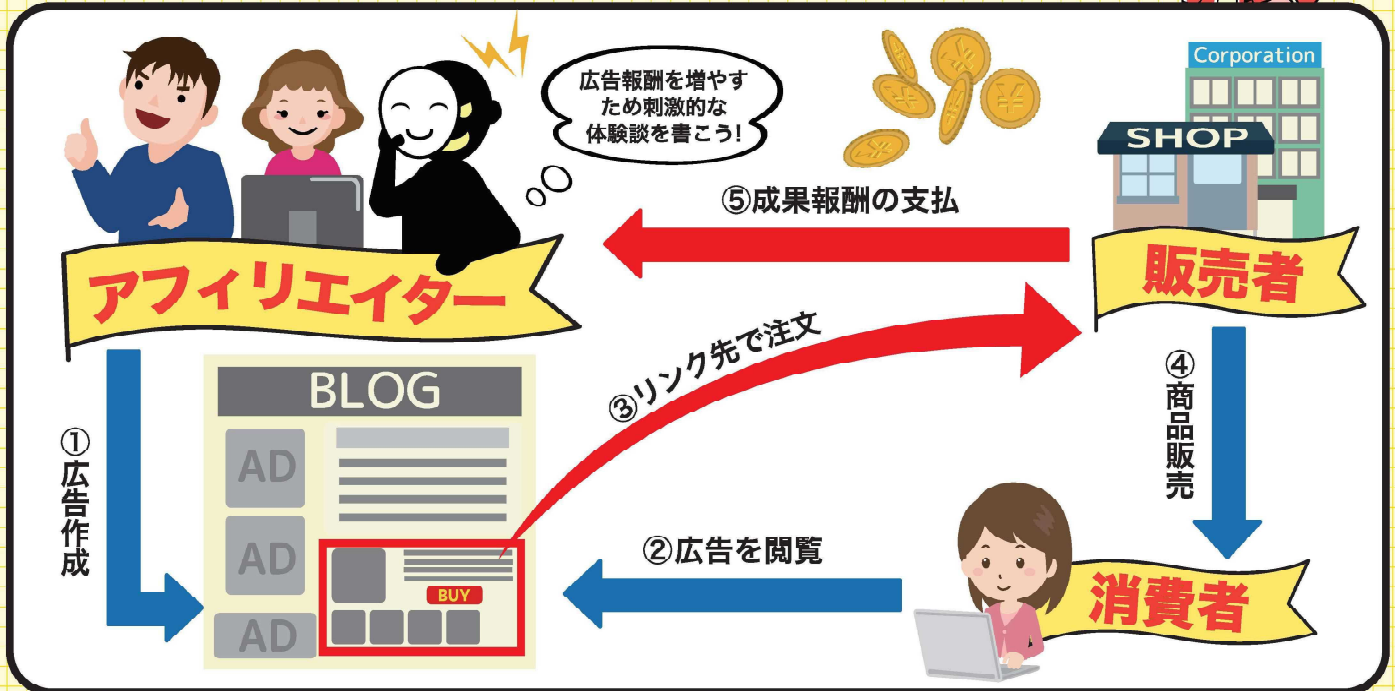 Corporation
SHOP
広告報酬を増やす
ため刺激的な
体験談を書こう!
⑤成果報酬の支払
アフィリエイター
販売者
③リンク先で注文
④商品販売
①広告作成
BLOG
AD
AD
AD
BUY
②広告を閲覧
消費者